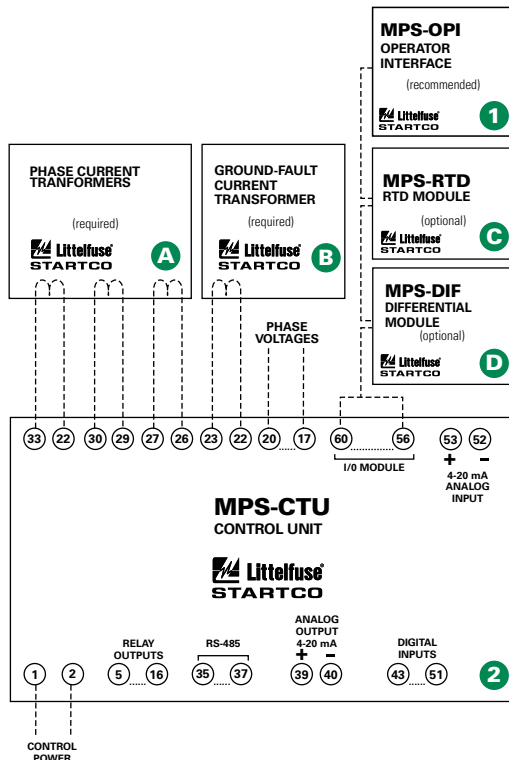 MPS-OPI
OPERATOR
INTERFACE
(recommended)
Littelfuse
STARTCO
1
PHASE CURRENT
TRANFORMERS
(required)
Littelfuse
STARTCO
A
GROUND-FAULT
CURRENT
TRANSFORMER
(required)
Littelfuse
STARTCO
B
MPS-RTD
RTD MODULE
(optional)
Littelfuse
STARTCO
C
MPS-DIF
DIFFERENTIAL
MODULE
(optional)
Littelfuse
STARTCO
D
PHASE
VOLTAGES
33 22 30 29 27 26 23 22 20 ...... 17 60 ............ 56 53 52
I/0 MODULE
+ –
4-20 mA
ANALOG
INPUT
MPS-CTU
CONTROL UNIT
Littelfuse
STARTCO
RELAY
OUTPUTS
RS-485
ANALOG
OUTPUT
4-20 mA
+ –
DIGITAL
INPUTS
1 2 5 ...... 16 35 ...... 37 39 40 43 ...... 51
2
CONTROL
POWER